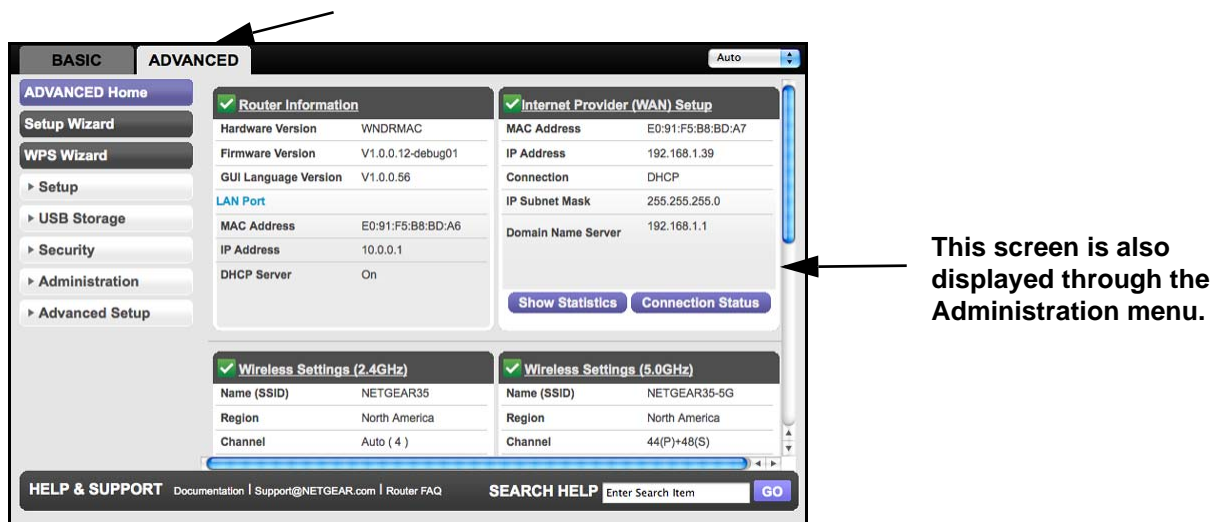 BASIC ADVANCED Auto
ADVANCED Home
Setup Wizard
WPS Wizard
Setup
USB Storage
Security
Administration
Advanced Setup
Router Information
Hardware Version WNDRMAC
Firmware Version V1.0.0.12-debug01
GUI Language Version V1.0.0.56
LAN Port
MAC Address E0:91:F5:B8:BD:A6
IP Address 10.0.0.1
DHCP Server On
Internet Provider (WAN) Setup
MAC Address E0:91:F5:B8:BD:A7
IP Address 192.168.1.39
Connection DHCP
IP Subnet Mask 255.255.255.0
Domain Name Server 192.168.1.1
Show Statistics Connection Status
Wireless Settings (2.4GHz)
Name (SSID) NETGEAR35
Region North America
Channel Auto ( 4 )
Wireless Settings (5.0GHz)
Name (SSID) NETGEAR35-5G
Region North America
Channel 44(P)+48(S)
HELP & SUPPORT Documentation | Support@NETGEAR.com | Router FAQ SEARCH HELP Enter Search Item GO
This screen is also
displayed through the
Administration menu.